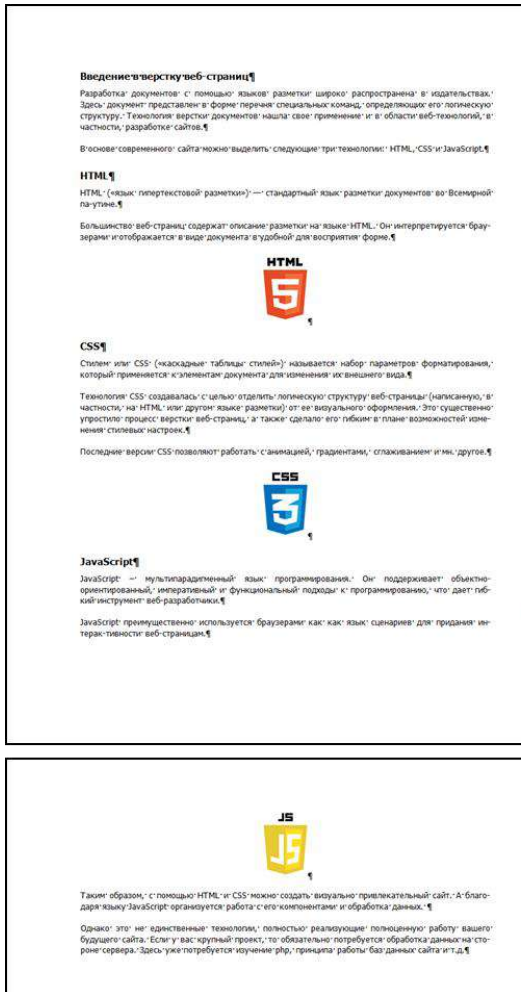 Введение в верстку веб-страниц¶
Разработка документов с помощью языков разметки широко распространена в издательствах.
Здесь документ представлен в форме перечня специальных команд, определяющих его логическую
структуру. Технология верстки документов нашла свое применение и в области веб-технологий, в
частности, разработке сайтов.¶
В основе современного сайта можно выделить следующие три технологии: HTML, CSS и JavaScript.¶
HTML¶
HTML («язык гипертекстовой разметки») — стандартный язык разметки документов во Всемирной
па-утине.¶
Большинство веб-страниц содержат описание разметки на языке HTML. Он интерпретируется брау-
зерами и отображается в виде документа в удобной для восприятия форме.¶
HTML
5
¶
CSS¶
Стилем или CSS («каскадные таблицы стилей») называется набор параметров форматирования,
который применяется к элементам документа для изменения их внешнего вида.¶
Технология CSS создавалась с целью отделить логическую структуру веб-страницы (написанную, в
частности, на HTML или другом языке разметки) от ее визуального оформления. Это существенно
упростило процесс верстки веб-страниц, а также сделало его гибким в плане возможностей изме-
нения стилевых настроек.¶
Последние версии CSS позволяют работать с анимацией, градиентами, сглаживанием и мн. другое.¶
CSS
3
¶
JavaScript¶
JavaScript – мультипарадигменный язык программирования. Он поддерживает объектно-
ориентированный, императивный и функциональный подходы к программированию, что дает гиб-
кий инструмент веб-разработчики.¶
JavaScript преимущественно используется браузерами как как язык сценариев для придания ин-
терак-тивности веб-страницам.¶
JS
JS
¶
Таким образом, с помощью HTML и CSS можно создать визуально привлекательный сайт. А благо-
даря языку JavaScript организуется работа с его компонентами и обработка данных. ¶
Однако это не единственные технологии, полностью реализующие полноценную работу вашего
будущего сайта. Если у вас крупный проект, то обязательно потребуется обработка данных на сто-
роне сервера. Здесь уже потребуется изучение php, принципа работы баз данных сайта и т.д.¶